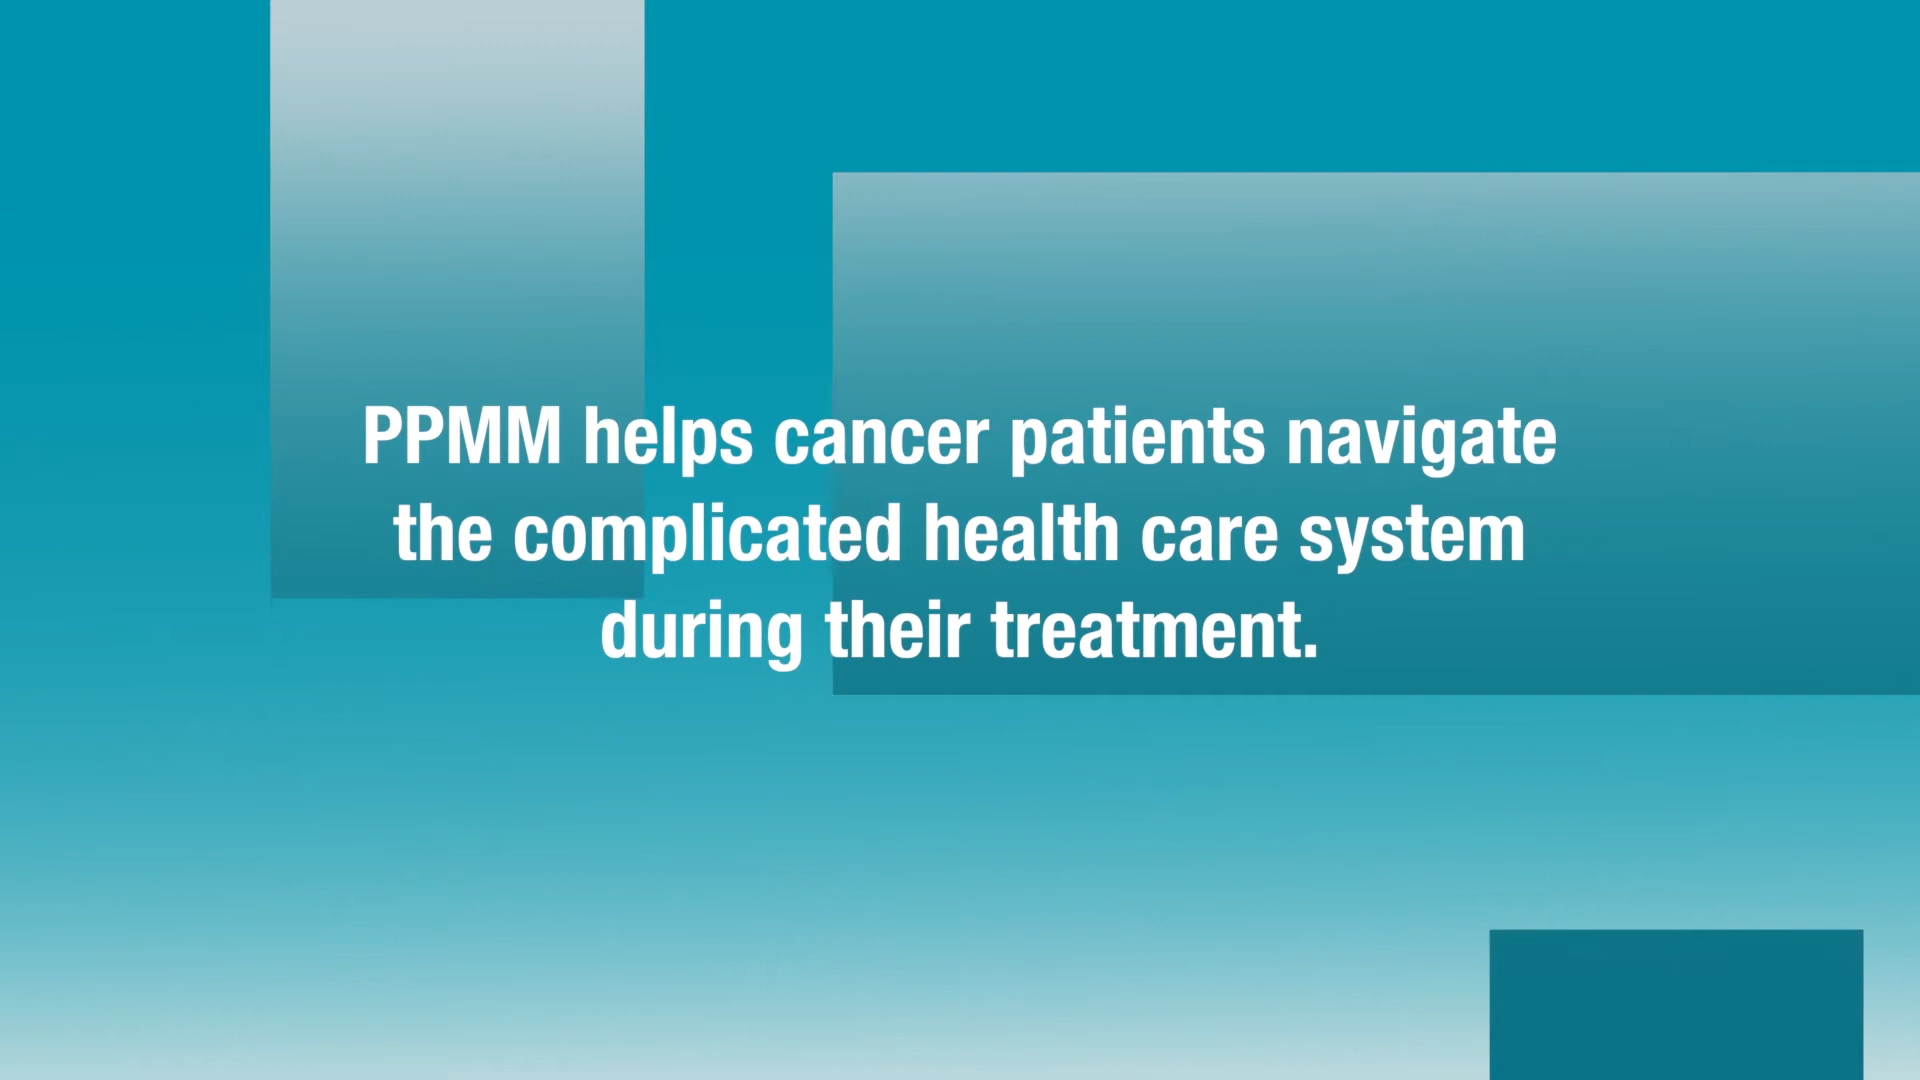 PPMM helps cancer patients navigate
the complicated health care system
during their treatment.